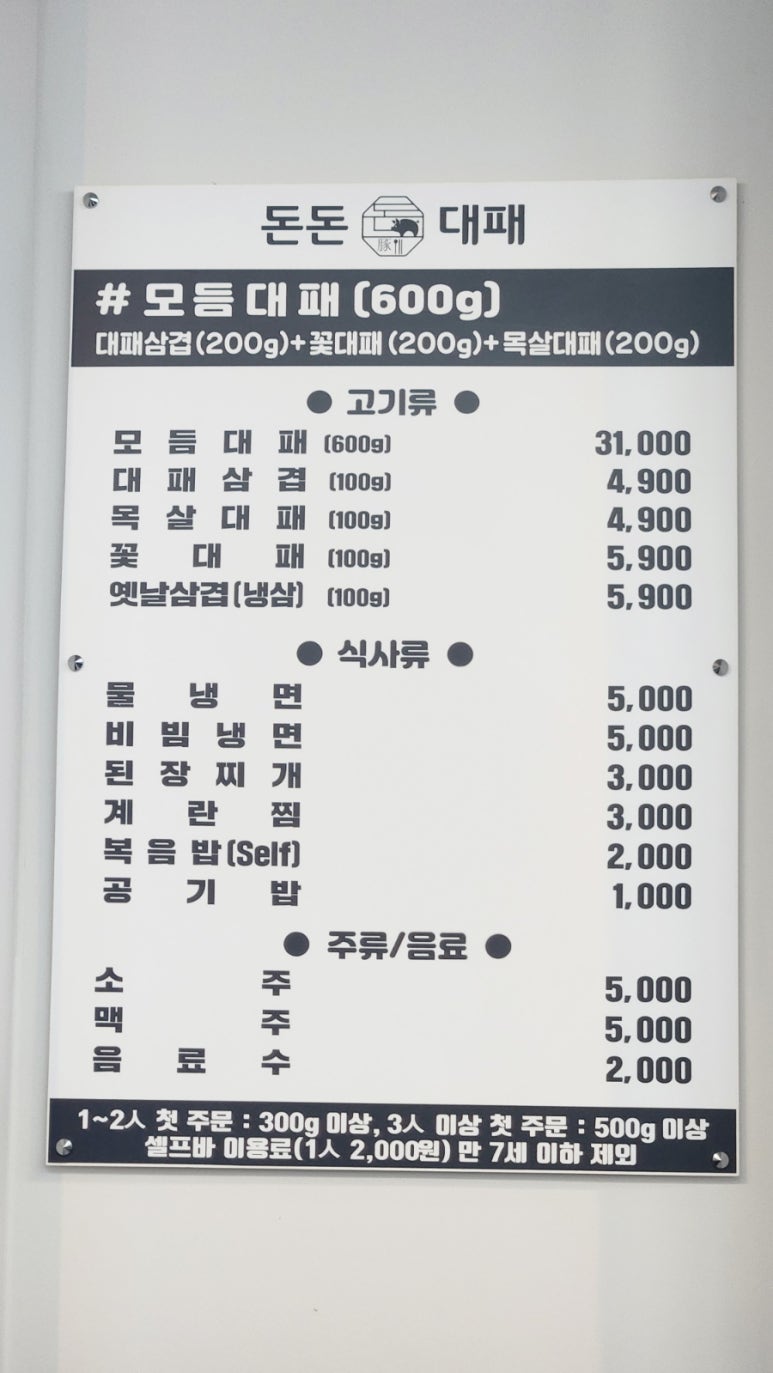 돈돈 豚 대패
# 모듬대패 (600g)
대패삼겹(200g)+꽃대패(200g)+목살대패(200g)
● 고기류 ●
모듬대패 (600g) 31,000
대패삼겹 (100g) 4,900
목살대패 (100g) 4,900
꽃대패 (100g) 5,900
옛날삼겹(냉삼) (100g) 5,900
● 식사류 ●
물냉면 5,000
비빔냉면 5,000
된장찌개 3,000
계란찜 3,000
복음밥(Self) 2,000
공기밥 1,000
● 주류/음료 ●
소주 5,000
맥주 5,000
음료수 2,000
1~2人 첫 주문 : 300g 이상, 3人 이상 첫 주문 : 500g 이상
셀프바 이용료(1人 2,000원) 만 7세 이하 제외